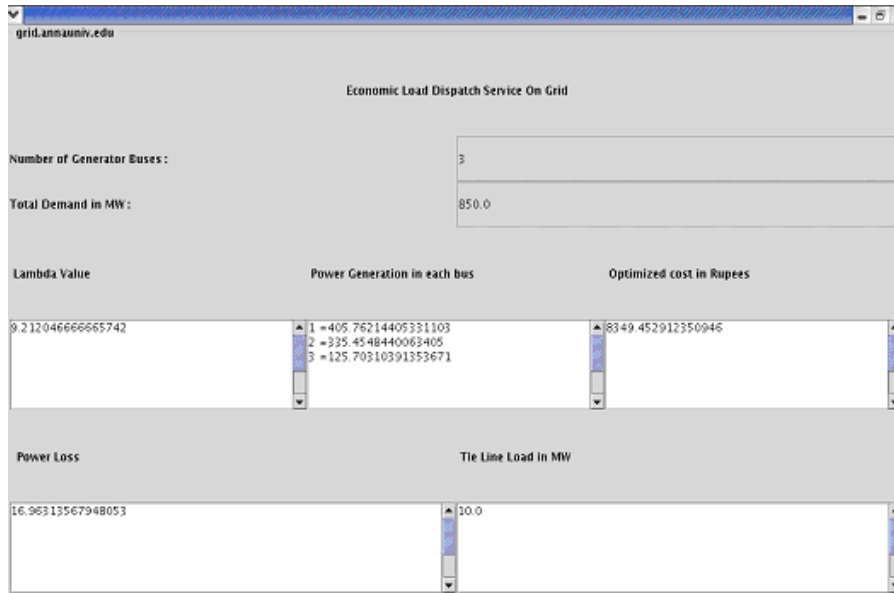 grid.annauniv.edu
Economic Load Dispatch Service On Grid
Number of Generator Buses :
3
Total Demand in MW :
850.0
Lambda Value
Power Generation in each bus
Optimized cost in Rupees
9.212046666665742
1 =405.76214405331103
2 =335.4548440063405
3 =125.70310391353671
8349.452912350946
Power Loss
Tie Line Load in MW
16.96313567948053
10.0